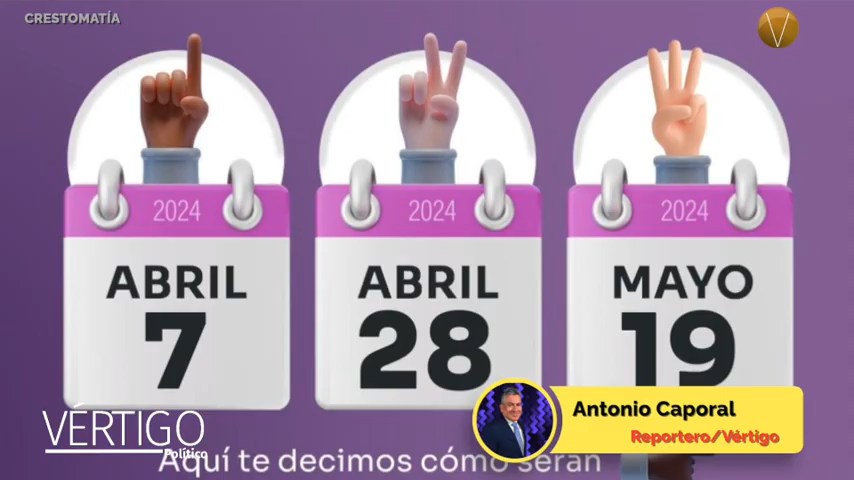 CRESTOMATÍA
V
2024
ABRIL
7
2024
ABRIL
28
2024
MAYO
19
Antonio Caporal
Reportero/Vértigo
VÉRTIGO
Político
Aquí te decimos cómo serán